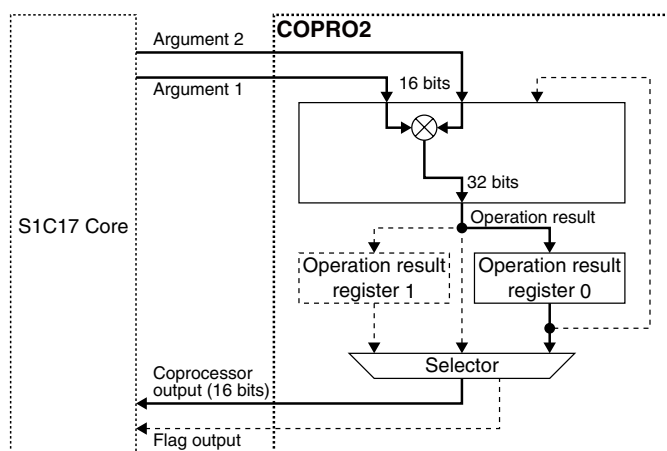 COPRO2
Argument 2
Argument 1
16 bits
32 bits
S1C17 Core
Operation result
Operation result
register 1
Operation result
register 0
Selector
Coprocessor
output (16 bits)
Flag output